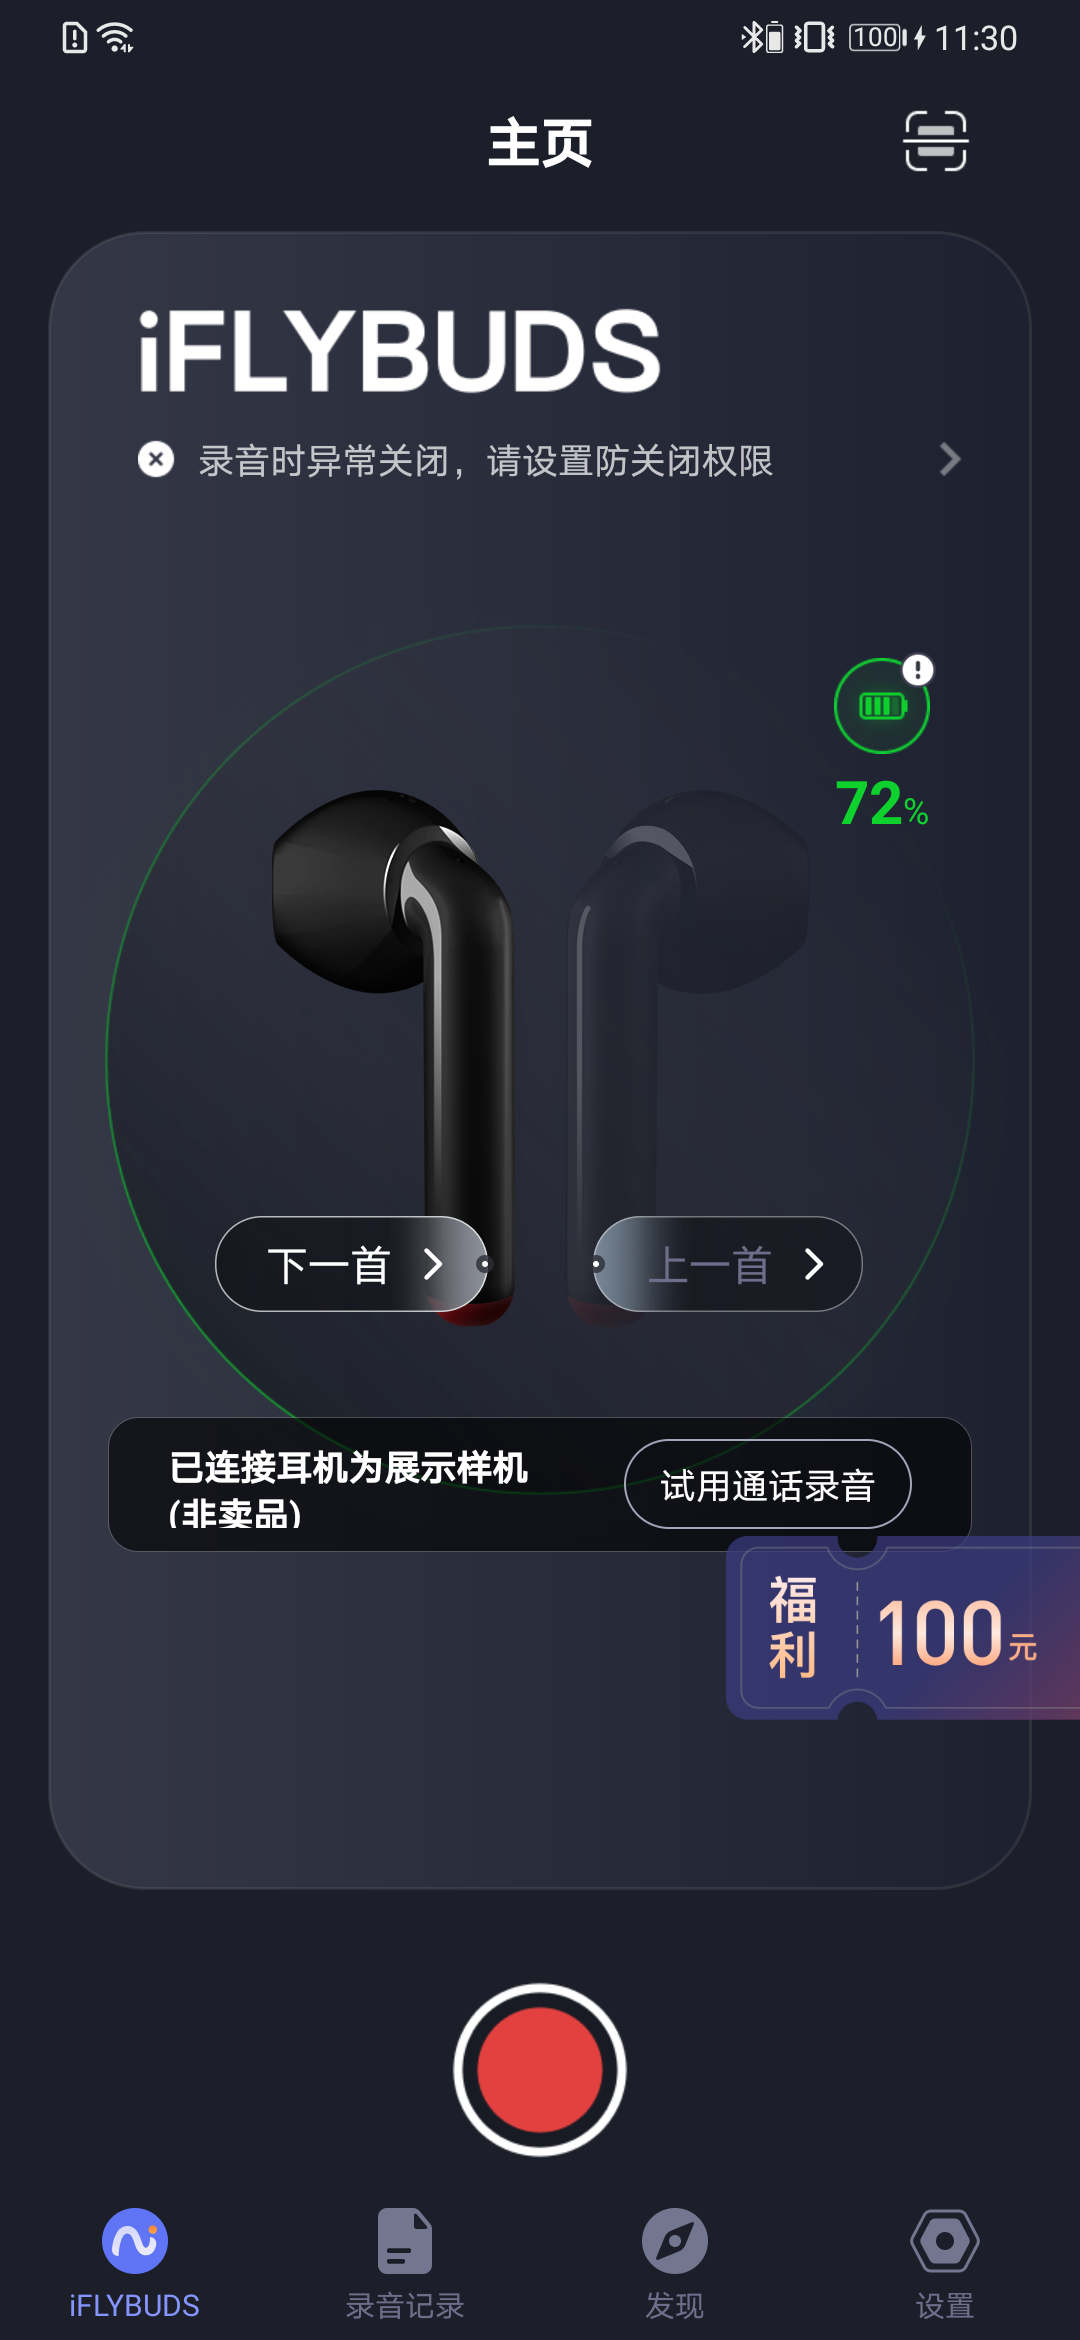 100 11:30
主页
iFLYBUDS
录音时异常关闭，请设置防关闭权限
72%
下一首
上一首
已连接耳机为展示样机
(非卖品)
试用通话录音
福利
100元
iFLYBUDS
录音记录
发现
设置